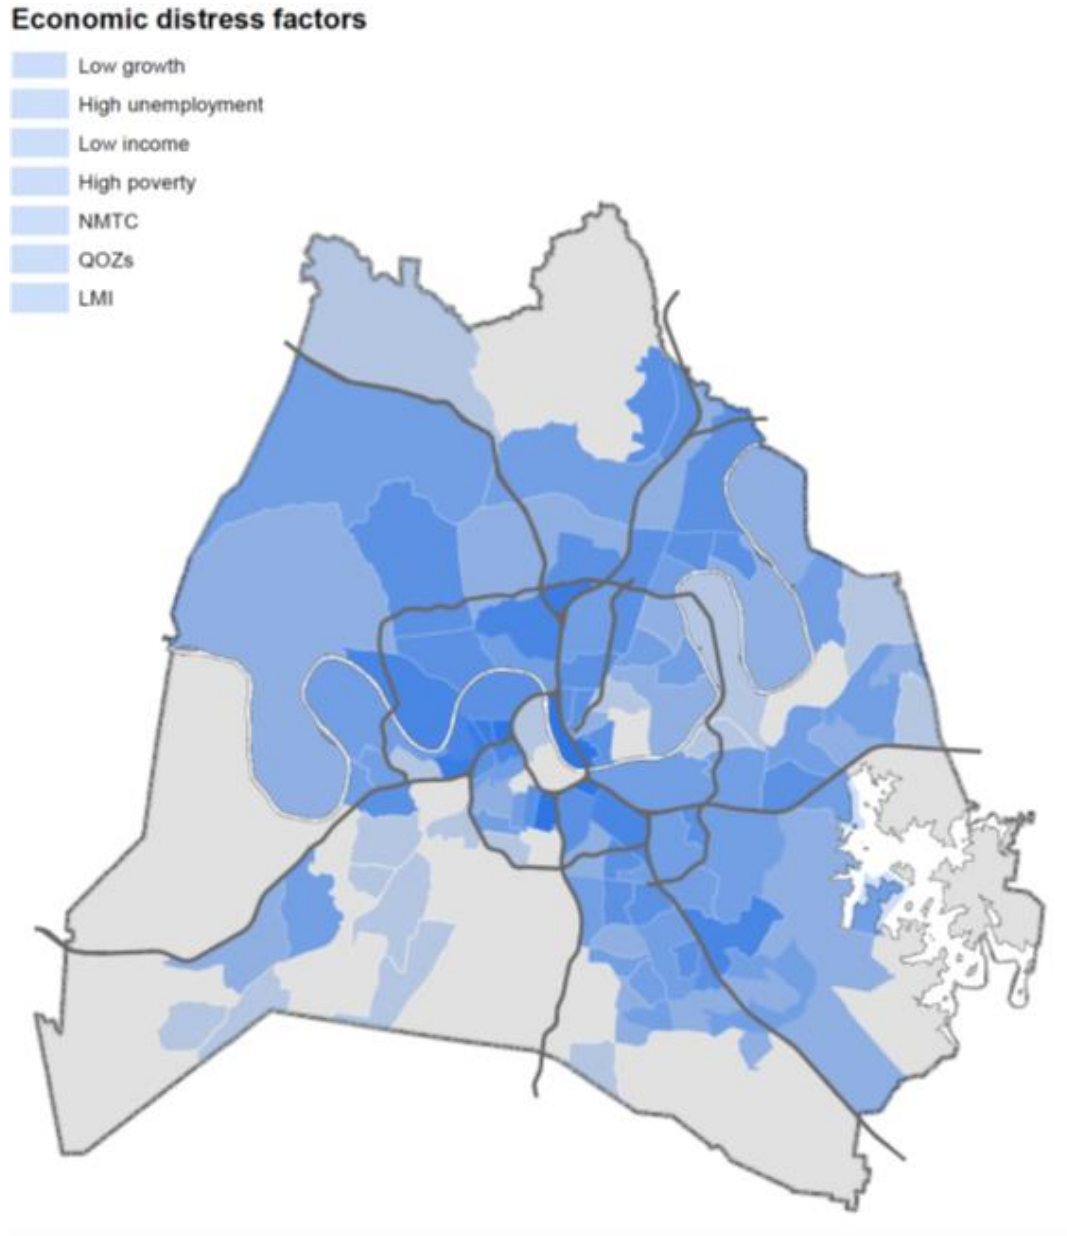 Economic distress factors
Low growth
High unemployment
Low income
High poverty
NMTC
QOZs
LMI